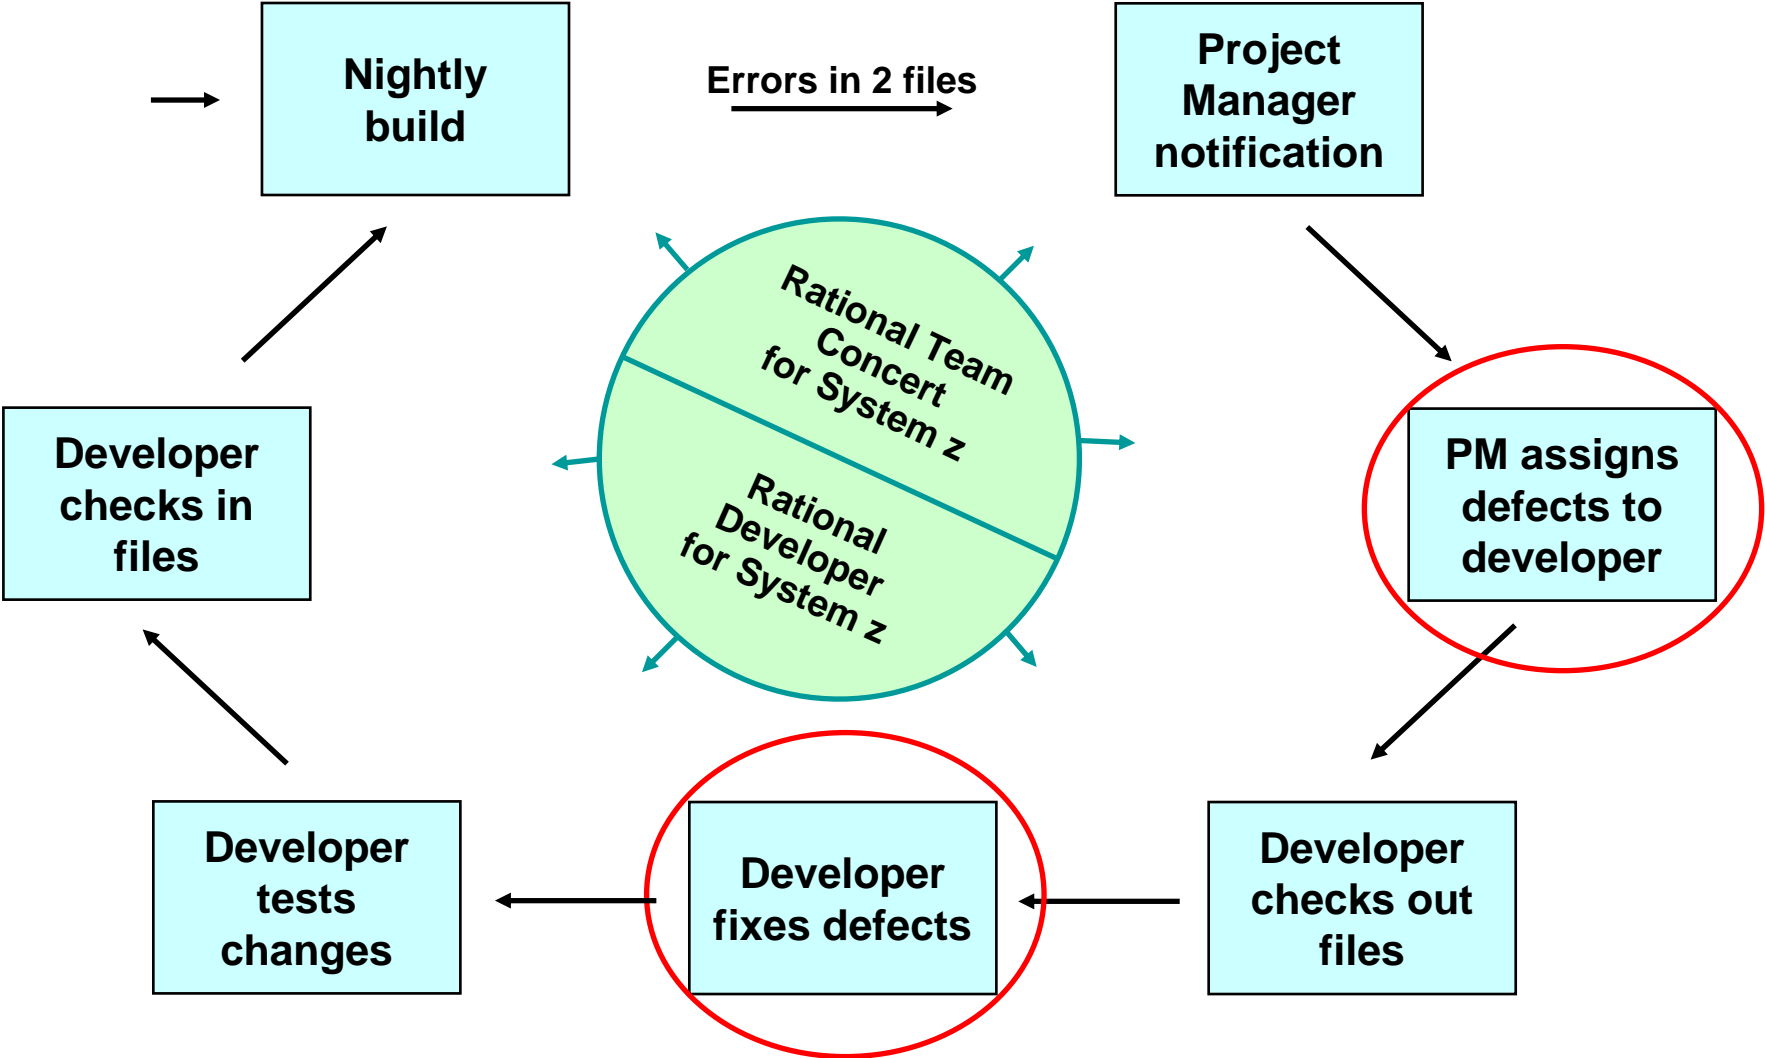 Nightly
build
Errors in 2 files
Project
Manager
notification
Rational Team
Concert
for System z
Rational
Developer
for System z
Developer
checks in
files
PM assigns
defects to
developer
Developer
tests
changes
Developer
fixes defects
Developer
checks out
files